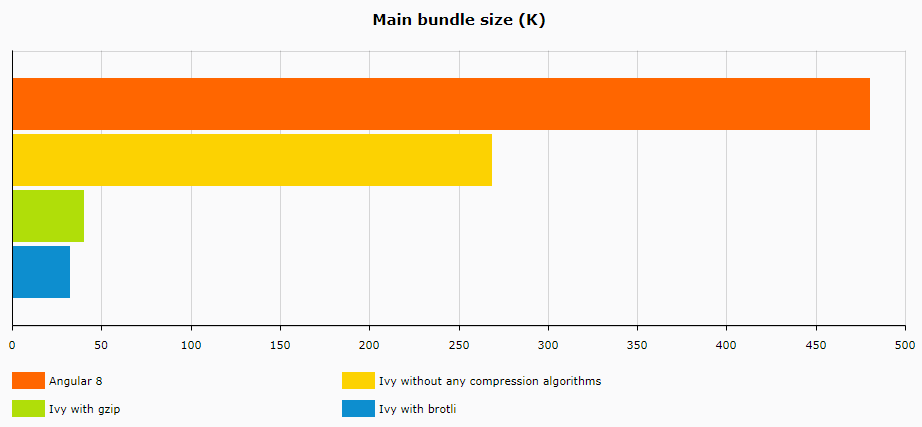 Main bundle size (K)
0 50 100 150 200 250 300 350 400 450 500
Angular 8 Ivy without any compression algorithms
Ivy with gzip Ivy with brotli